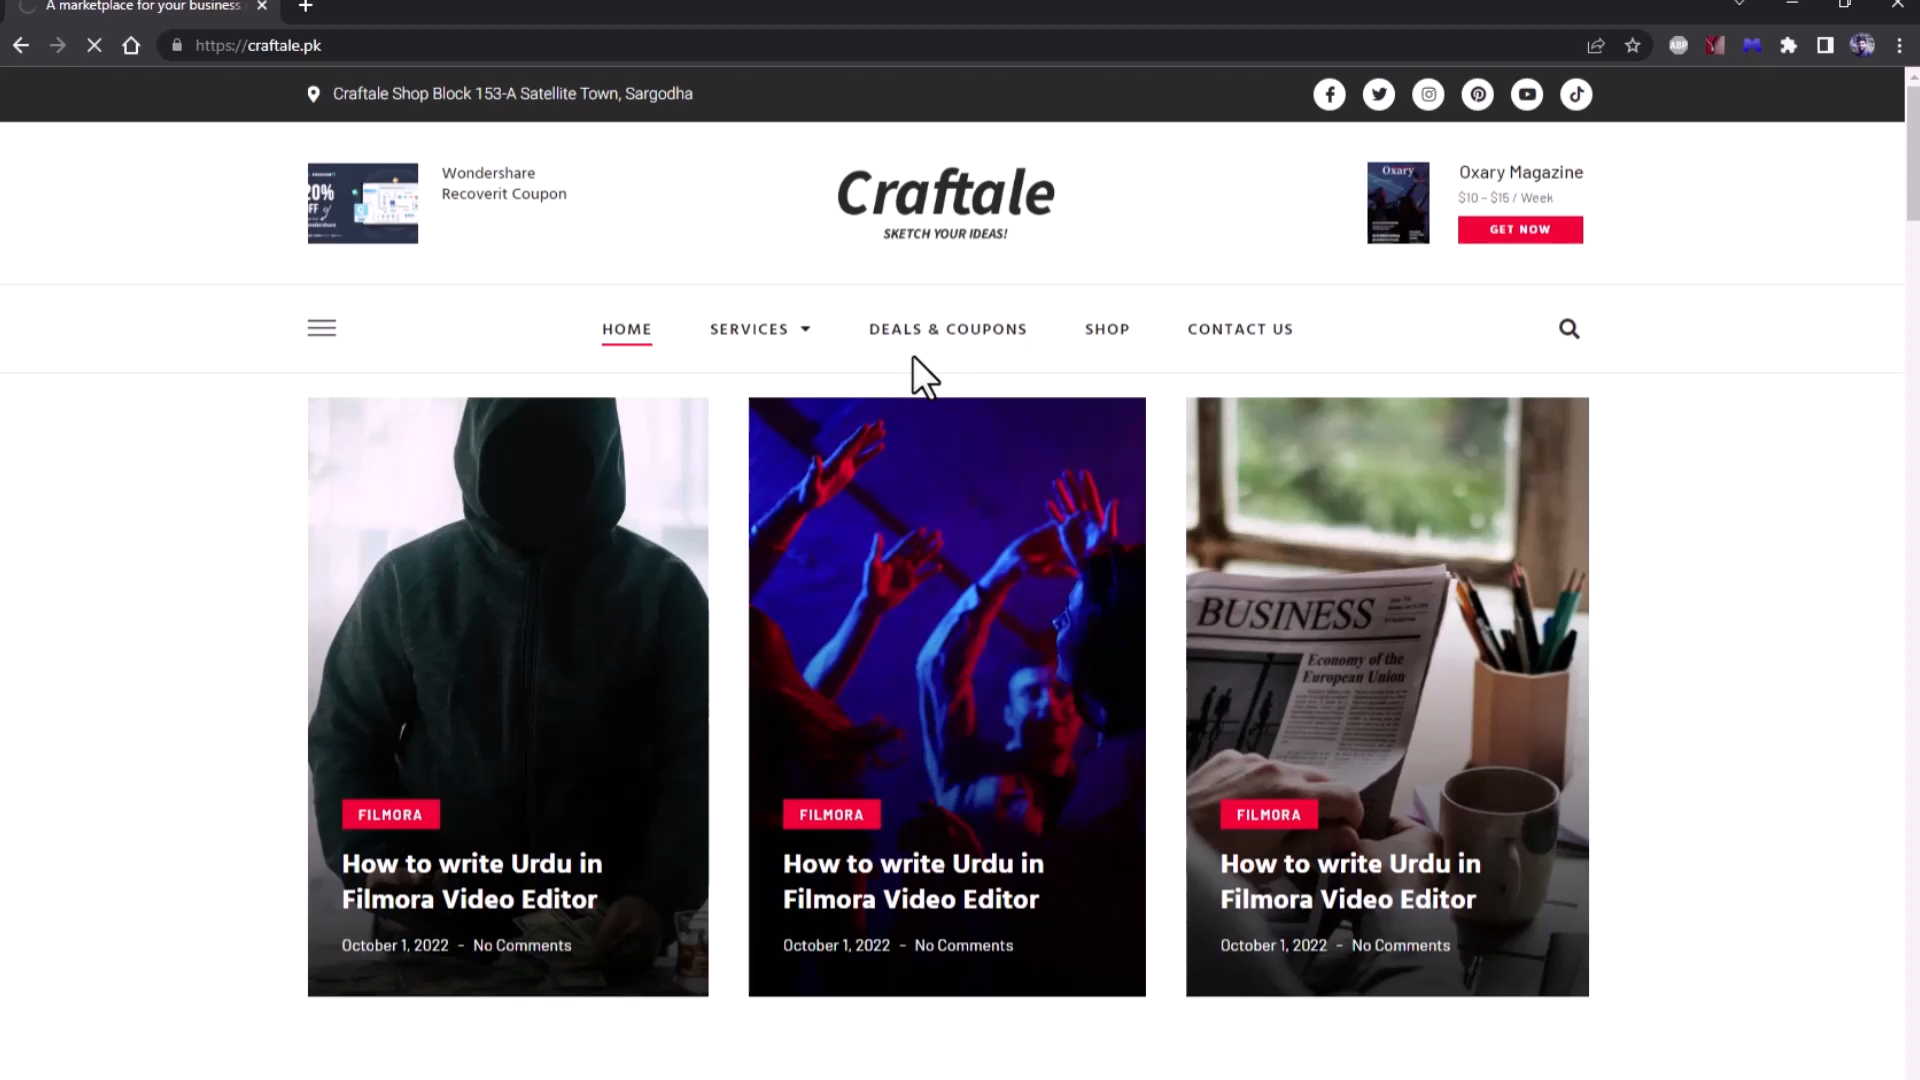 A marketplace for your business
https://craftale.pk
ABP
Craftale Shop Block 153-A Satellite Town, Sargodha
20%
Wondershare
Recoverit Coupon
Craftale
SKETCH YOUR IDEAS!
Oxary
Oxary Magazine
$10 – $15 / Week
GET NOW
HOME
SERVICES
DEALS & COUPONS
SHOP
CONTACT US
BUSINESS
Economy of the
European Union
FILMORA
How to write Urdu in
Filmora Video Editor
October 1, 2022 - No Comments
FILMORA
How to write Urdu in
Filmora Video Editor
October 1, 2022 - No Comments
FILMORA
How to write Urdu in
Filmora Video Editor
October 1, 2022 - No Comments